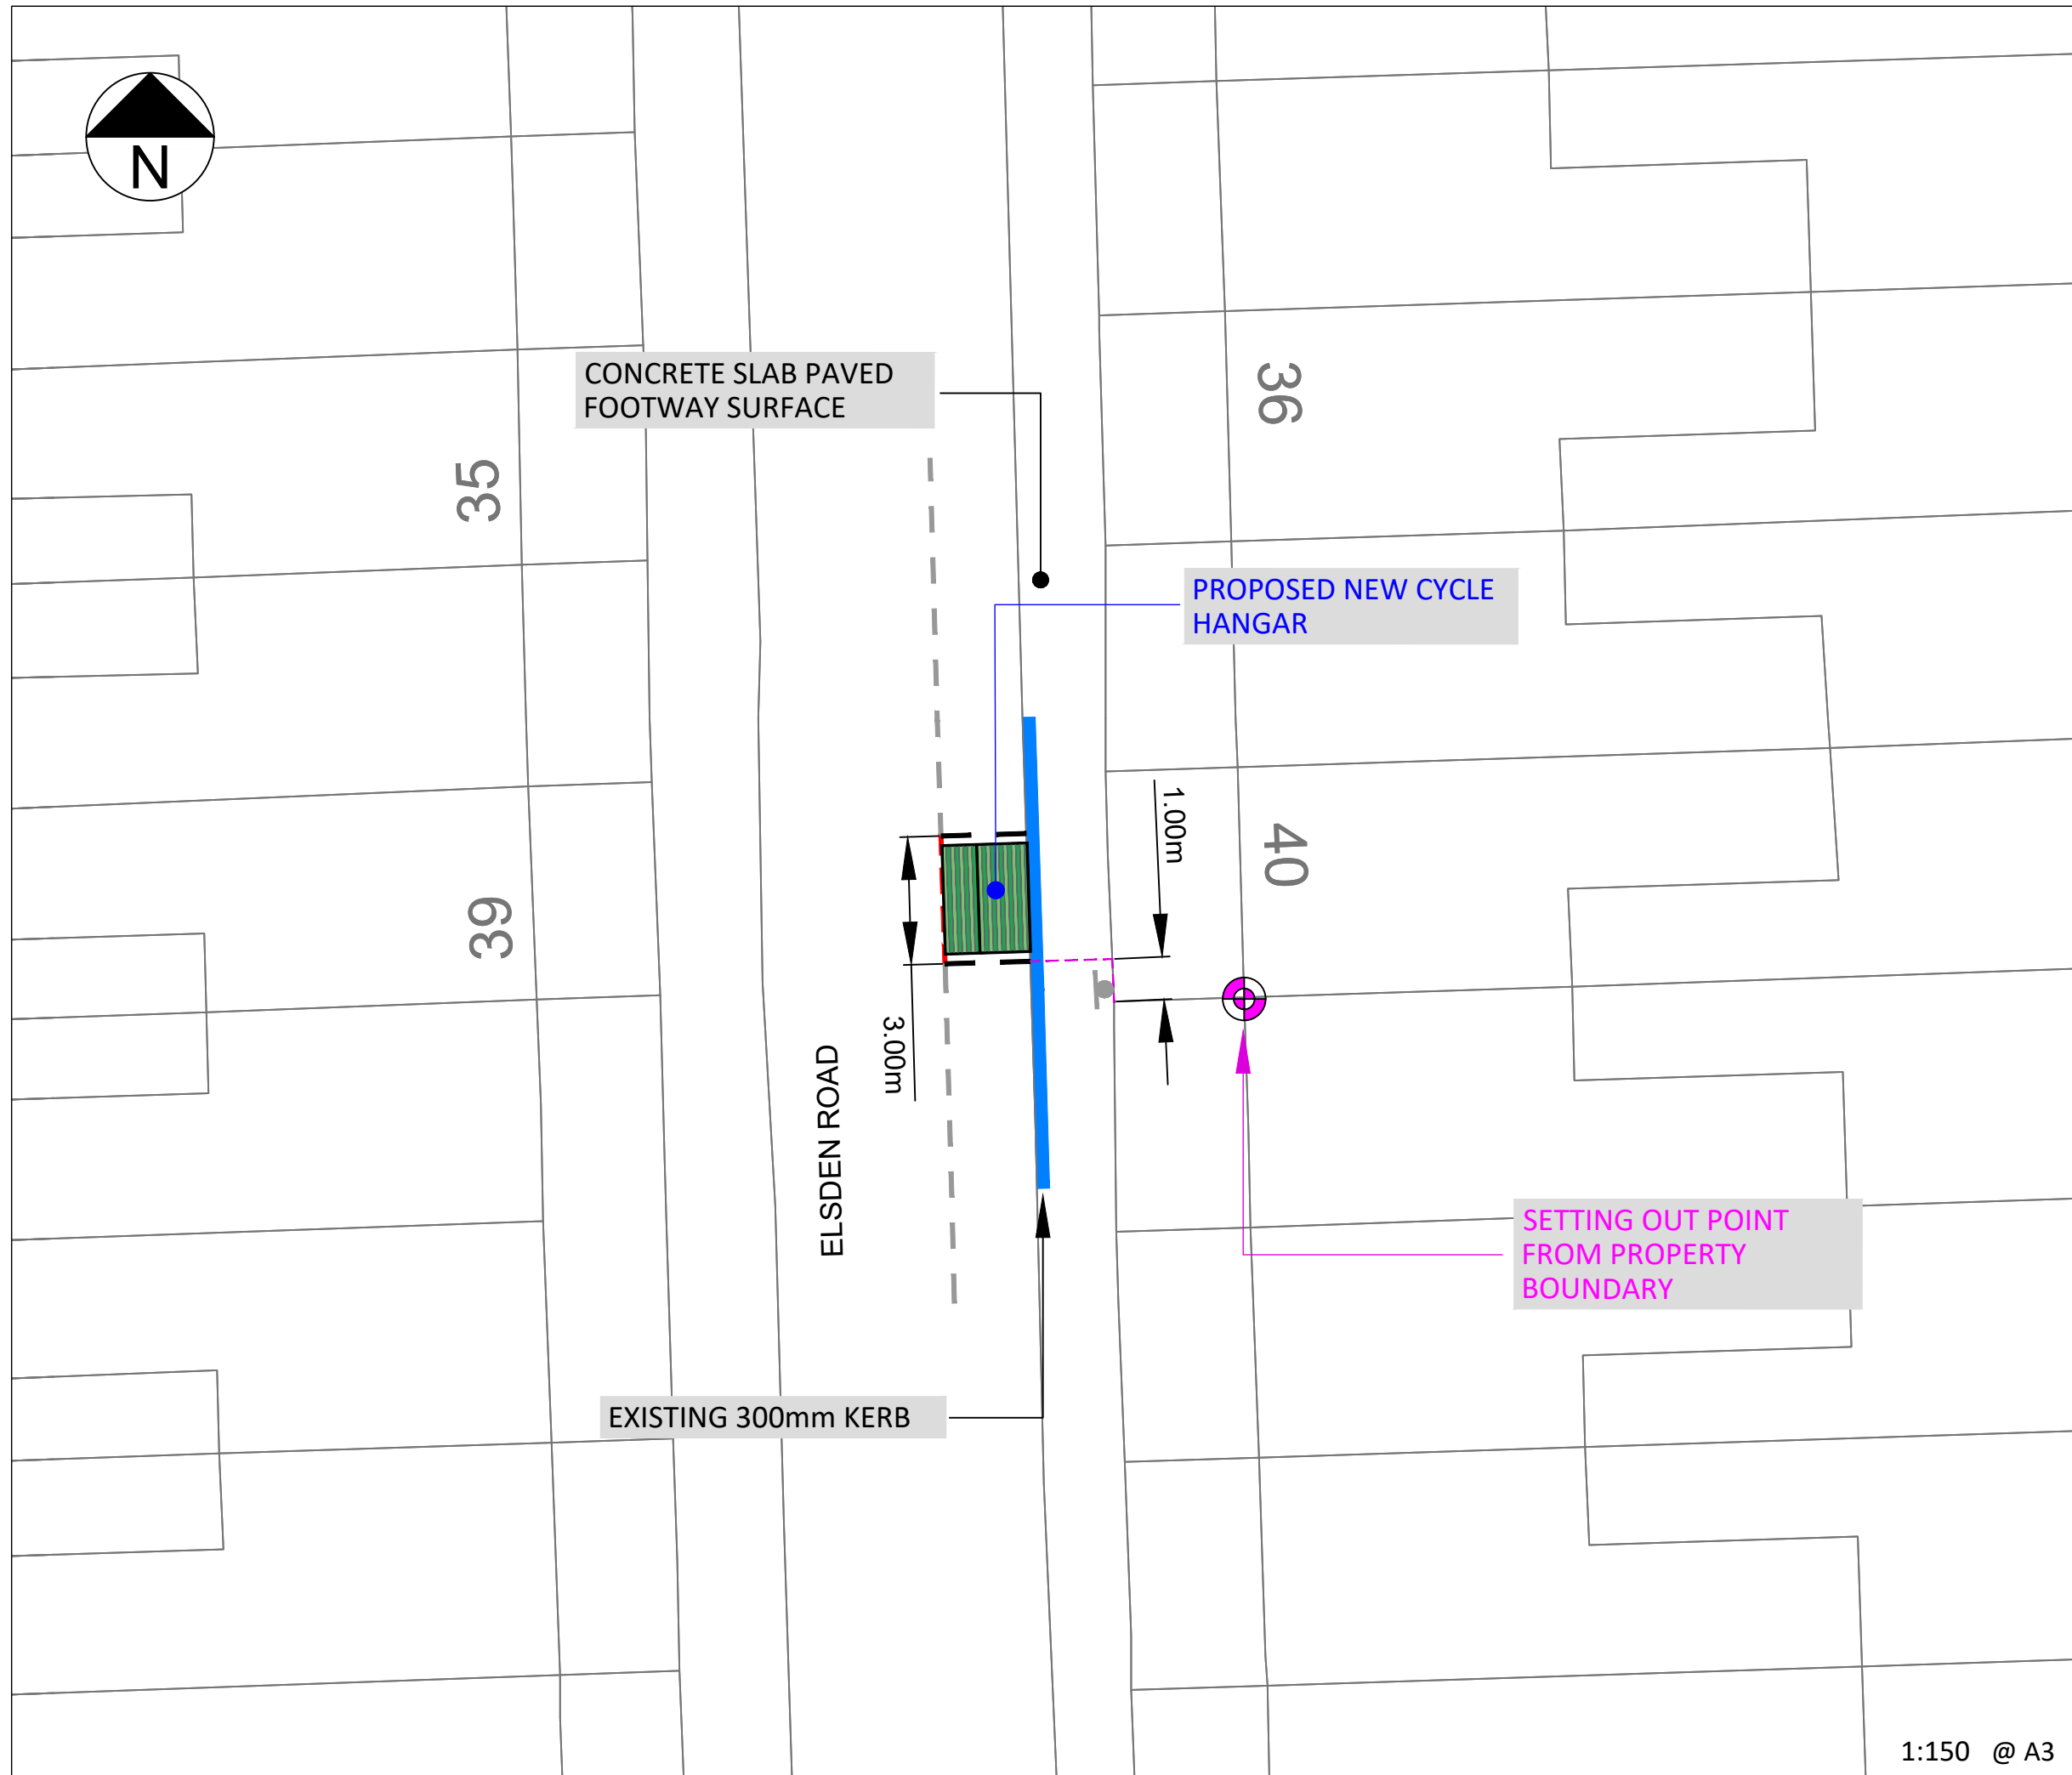 N
CONCRETE SLAB PAVED
FOOTWAY SURFACE
36
35
PROPOSED NEW CYCLE
HANGAR
1.00m
40
39
3.00m
ELSDEN ROAD
SETTING OUT POINT
FROM PROPERTY
BOUNDARY
EXISTING 300mm KERB
1:150 @ A3